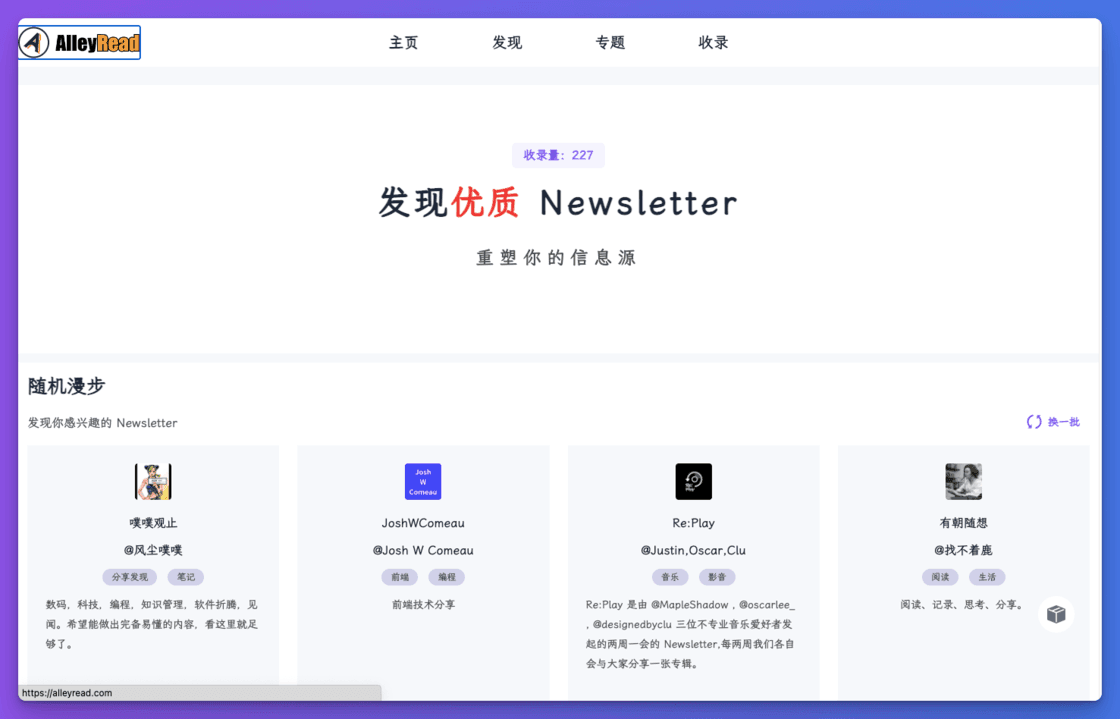 AlleyRead
主页 发现 专题 收录
收录量：227
发现优质 Newsletter
重塑你的信息源
随机漫步
发现你感兴趣的 Newsletter
换一批
噗噗观止
@风尘噗噗
分享发现 笔记
数码，科技，编程，知识管理，软件折腾，见
闻。希望能做出完备易懂的内容，看这里就足
够了。
Josh
W
Comeau
JoshWComeau
@Josh W Comeau
前端 编程
前端技术分享
Re:Play
@Justin,Oscar,Clu
音乐 影音
Re:Play 是由 @MapleShadow , @oscarlee_
, @designedbyclu 三位不专业音乐爱好者发
起的两周一会的 Newsletter,每两周我们各自
会与大家分享一张专辑。
有朝随想
@找不着鹿
阅读 生活
阅读、记录、思考、分享。
https://alleyread.com